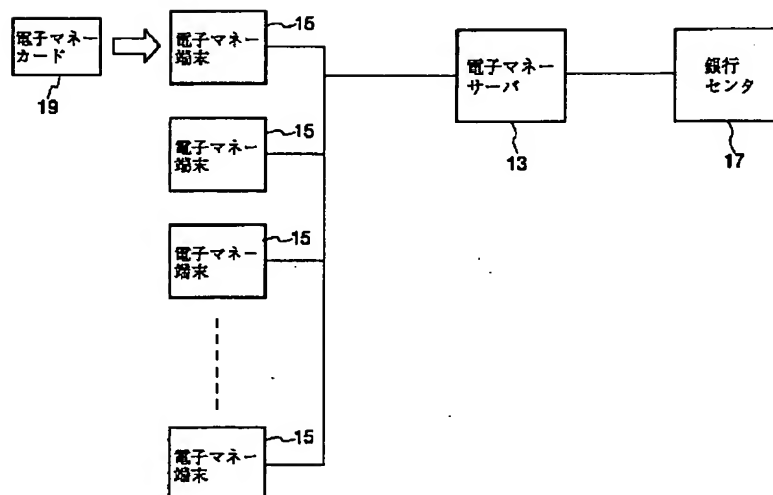 電子マネー
カード
19
電子マネー
端末
15
電子マネー
サーバ
13
銀行
センタ
17
電子マネー
端末
15
電子マネー
端末
15
電子マネー
端末
15